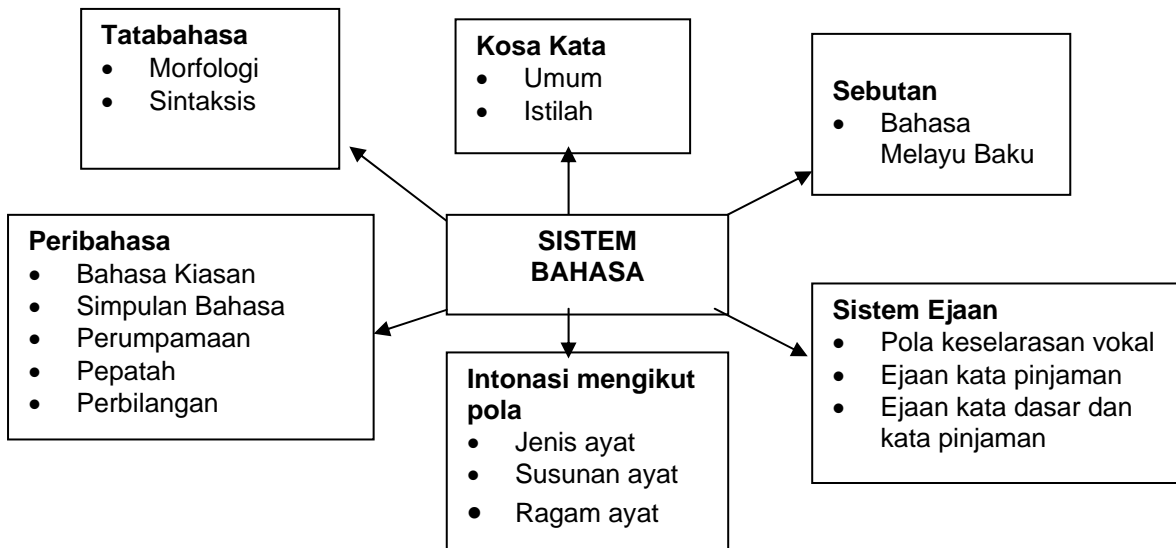 Tatabahasa
• Morfologi
• Sintaksis
Kosa Kata
• Umum
• Istilah
Sebutan
• Bahasa
Melayu Baku
Peribahasa
• Bahasa Kiasan
• Simpulan Bahasa
• Perumpamaan
• Pepatah
• Perbilangan
SISTEM
BAHASA
Sistem Ejaan
• Pola keselarasan vokal
• Ejaan kata pinjaman
• Ejaan kata dasar dan
kata pinjaman
Intonasi mengikut
pola
• Jenis ayat
• Susunan ayat
• Ragam ayat